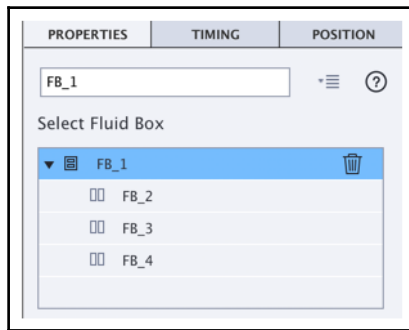 PROPERTIES TIMING POSITION
FB_1
?
Select Fluid Box
FB_1
FB_2
FB_3
FB_4